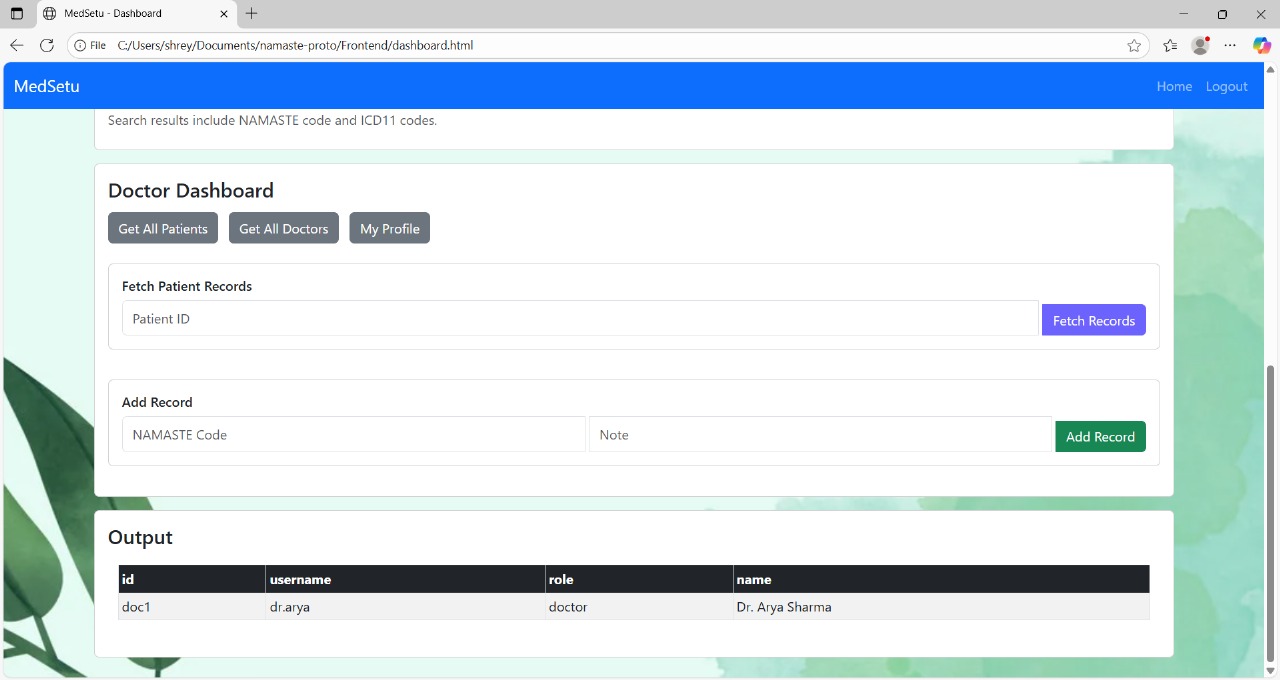 MedSetu - Dashboard
File C:/Users/shrey/Documents/namaste-proto/Frontend/dashboard.html
MedSetu Home Logout
Search results include NAMASTE code and ICD11 codes.
Doctor Dashboard
Get All Patients Get All Doctors My Profile
Fetch Patient Records
Patient ID Fetch Records
Add Record
NAMASTE Code Note Add Record
Output
id username role name
doc1 dr.arya doctor Dr. Arya Sharma